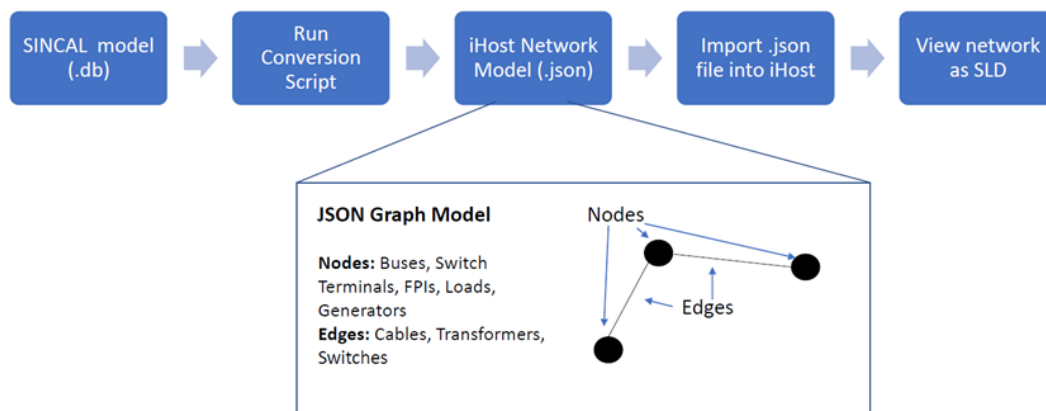 SINCAL model
(.db)
Run
Conversion
Script
iHost Network
Model (.json)
Import .json
file into iHost
View network
as SLD
JSON Graph Model
Nodes: Buses, Switch
Terminals, FPIs, Loads,
Generators
Edges: Cables, Transformers,
Switches
Nodes
Edges